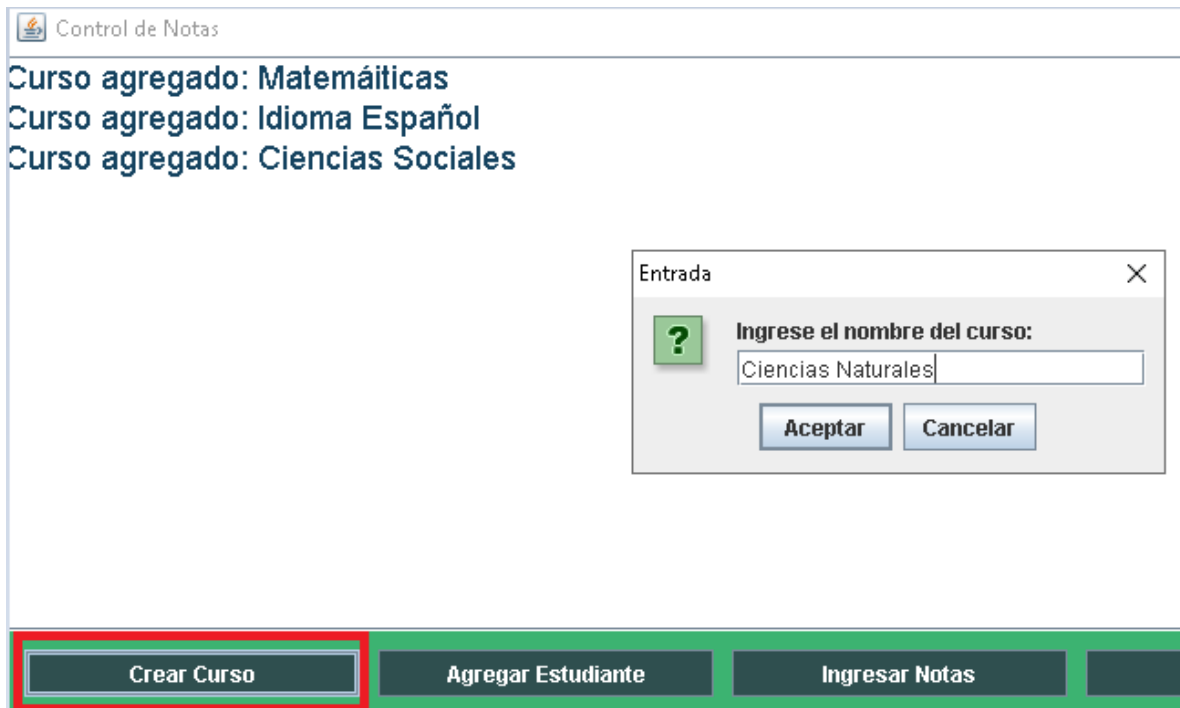 Control de Notas
Curso agregado: Matemáiticas
Curso agregado: Idioma Español
Curso agregado: Ciencias Sociales
Entrada
Ingrese el nombre del curso:
Ciencias Naturales
Aceptar Cancelar
Crear Curso Agregar Estudiante Ingresar Notas